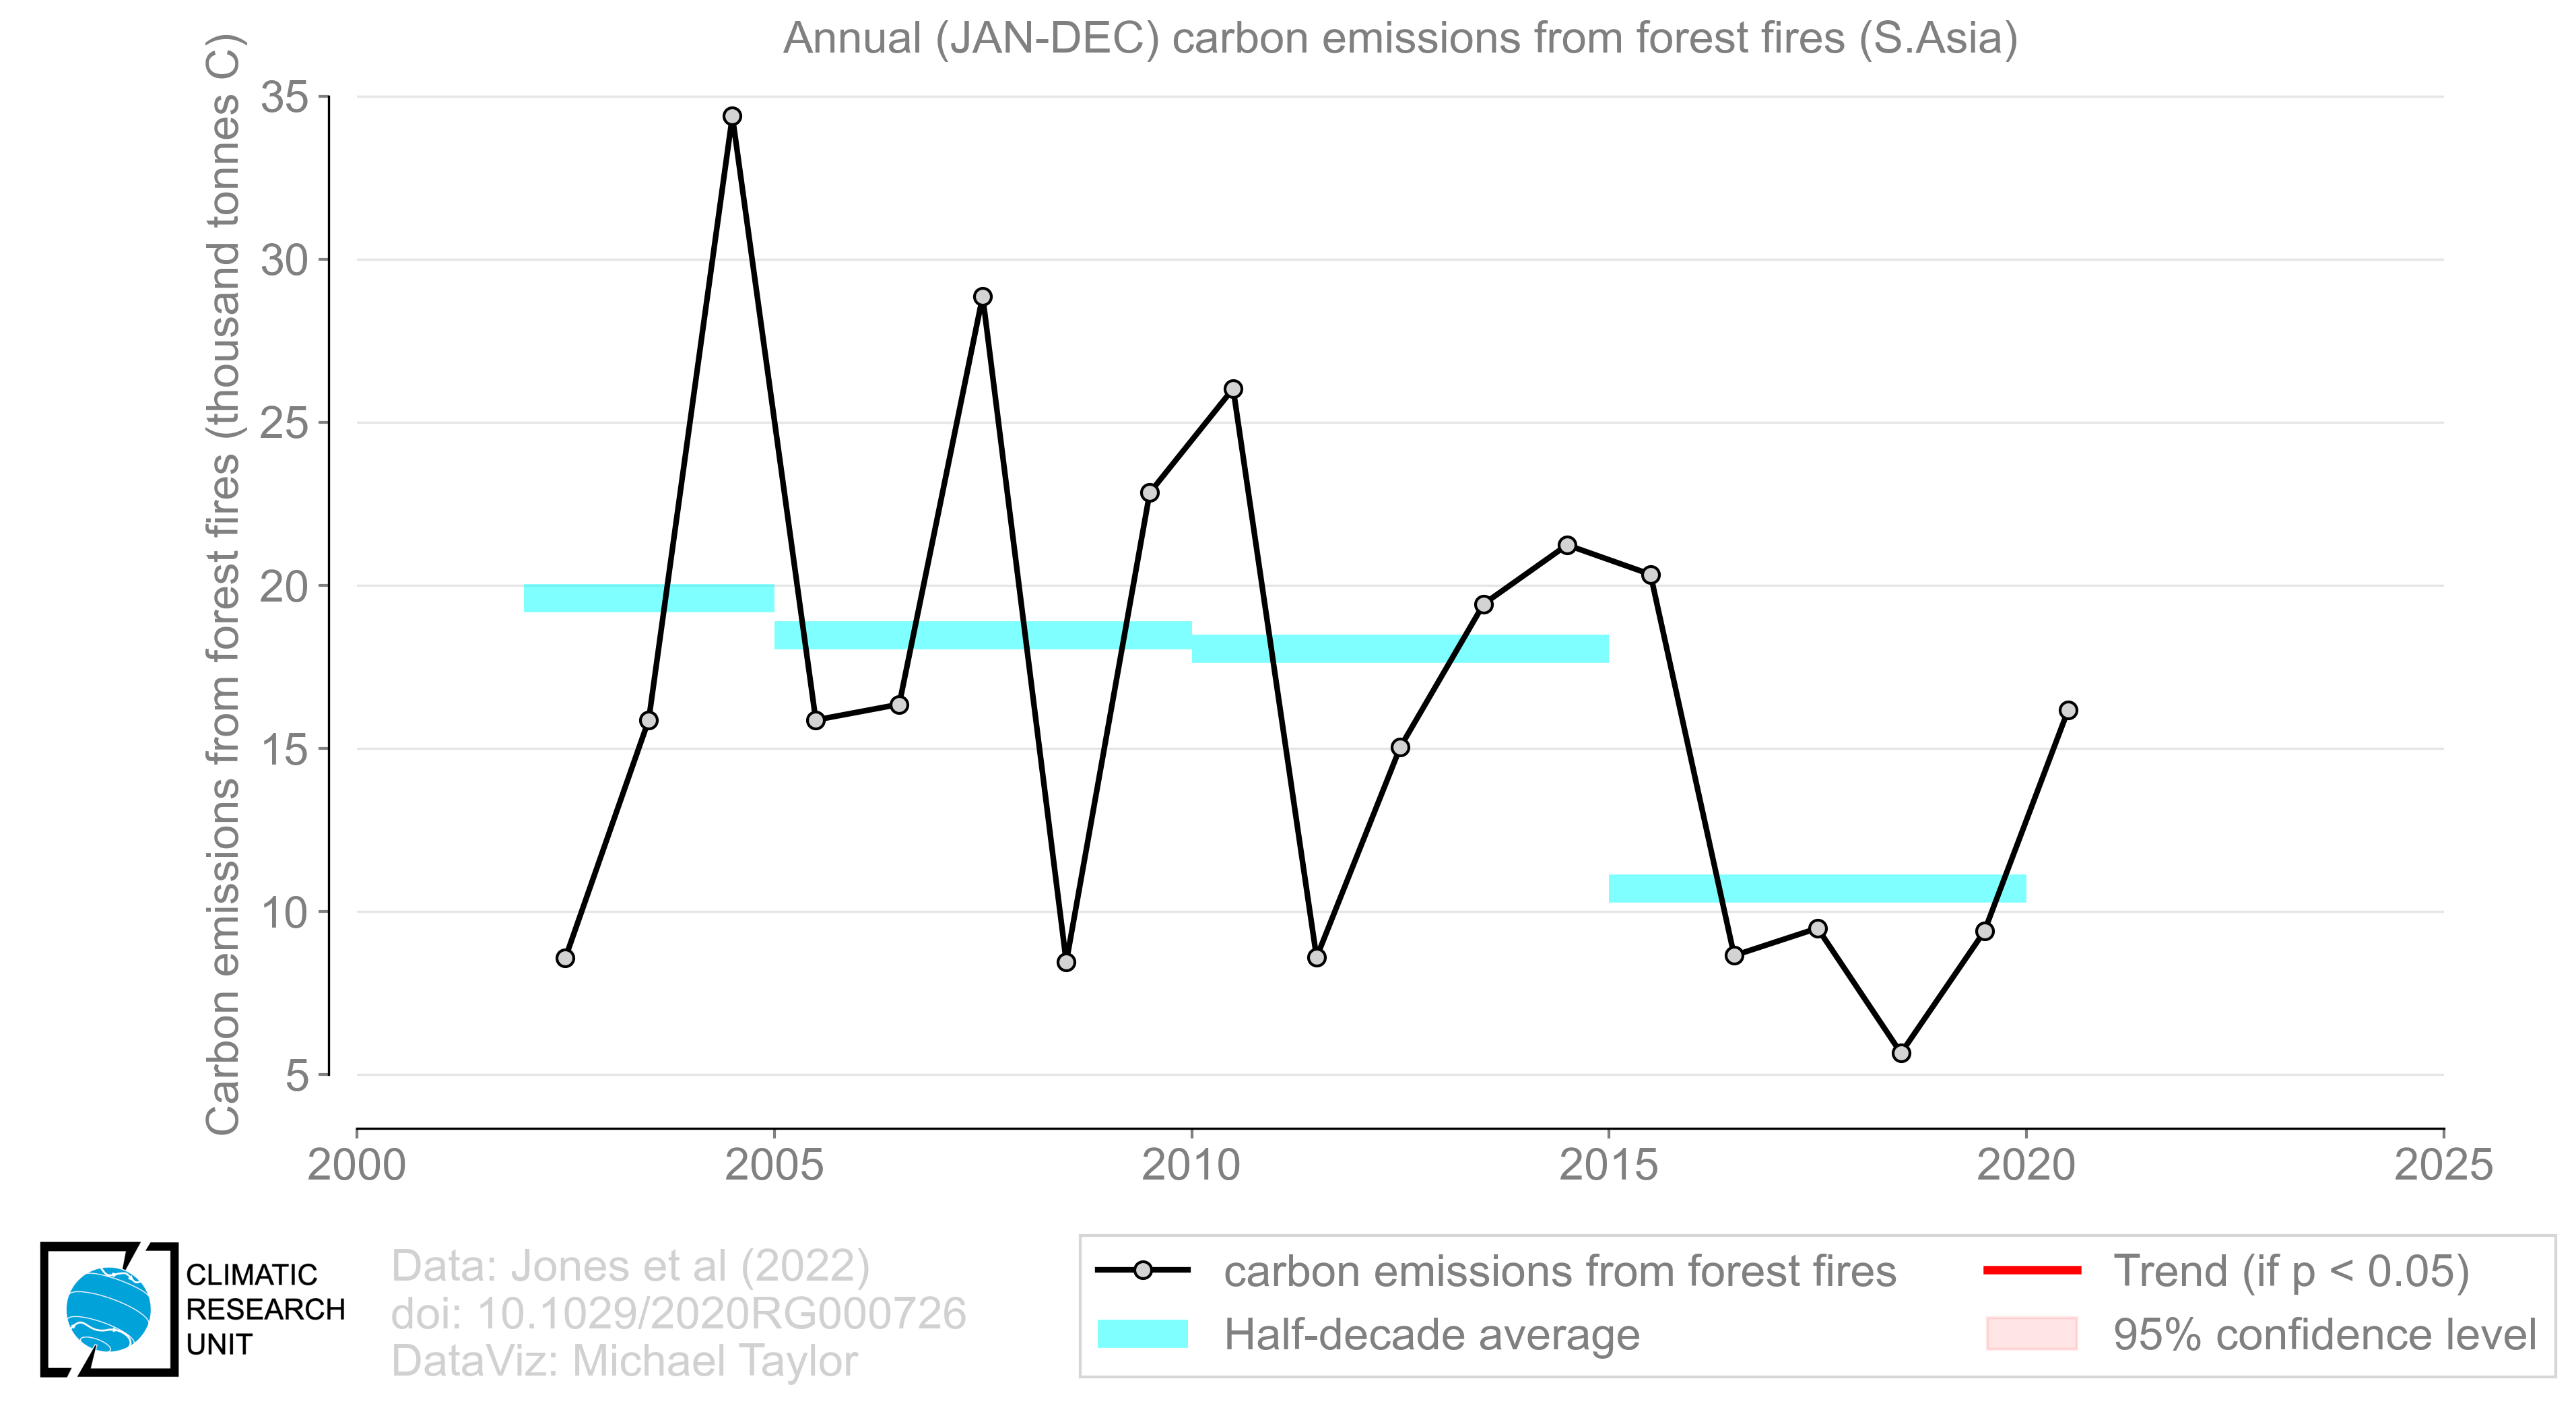 Annual (JAN-DEC) carbon emissions from forest fires (S.Asia)
Carbon emissions from forest fires (thousand tonnes C)
35
30
25
20
15
10
5
2000 2005 2010 2015 2020 2025
CLIMATIC
RESEARCH
UNIT
Data: Jones et al (2022)
doi: 10.1029/2020RG000726
DataViz: Michael Taylor
carbon emissions from forest fires
Half-decade average
Trend (if p < 0.05)
95% confidence level